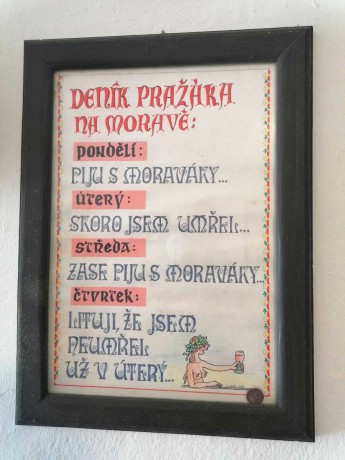 DENÍK PRAŽÁKA
NA MORAVĚ:
PONDĚLÍ:
PIJU S MORAVÁKY...
ÚTERÝ:
SKORO JSEM UMŘEL...
STŘEDA:
ZASE PIJU S MORAVÁKY...
ČTVRTEK:
LITUJI, ŽE JSEM
NEUMŘEL
UŽ V ÚTERÝ...